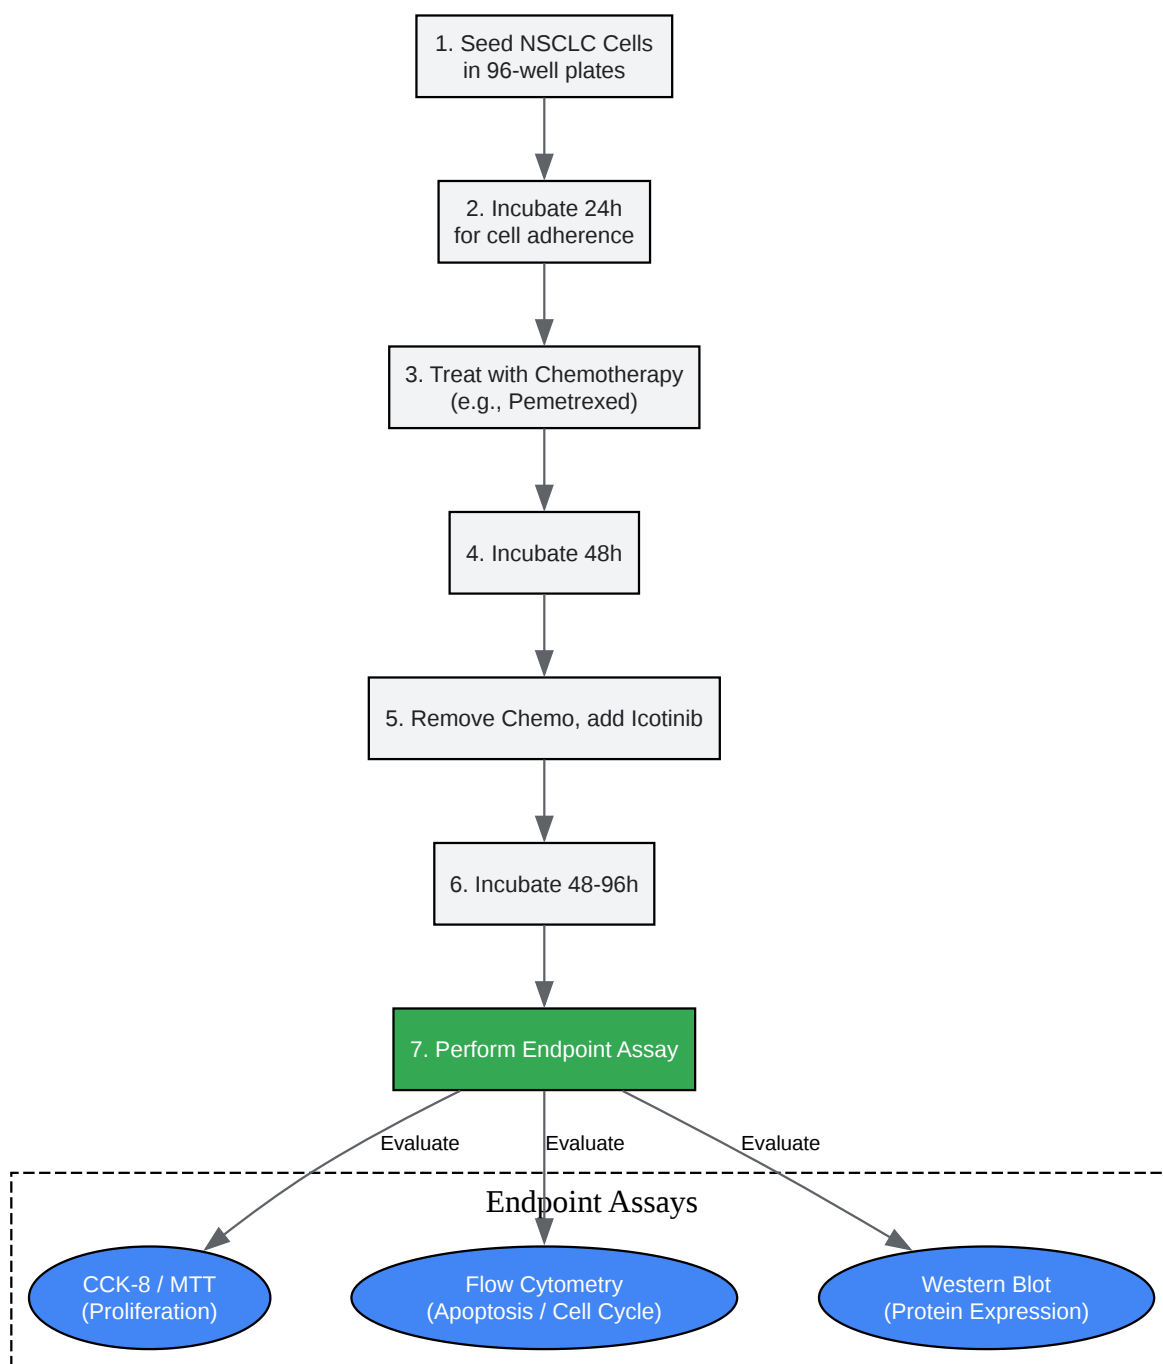 1. Seed NSCLC Cells
in 96-well plates
2. Incubate 24h
for cell adherence
3. Treat with Chemotherapy
(e.g., Pemetrexed)
4. Incubate 48h
5. Remove Chemo, add Icotinib
6. Incubate 48-96h
7. Perform Endpoint Assay
Evaluate
Evaluate
Evaluate
Endpoint Assays
CCK-8 / MTT
(Proliferation)
Flow Cytometry
(Apoptosis / Cell Cycle)
Western Blot
(Protein Expression)